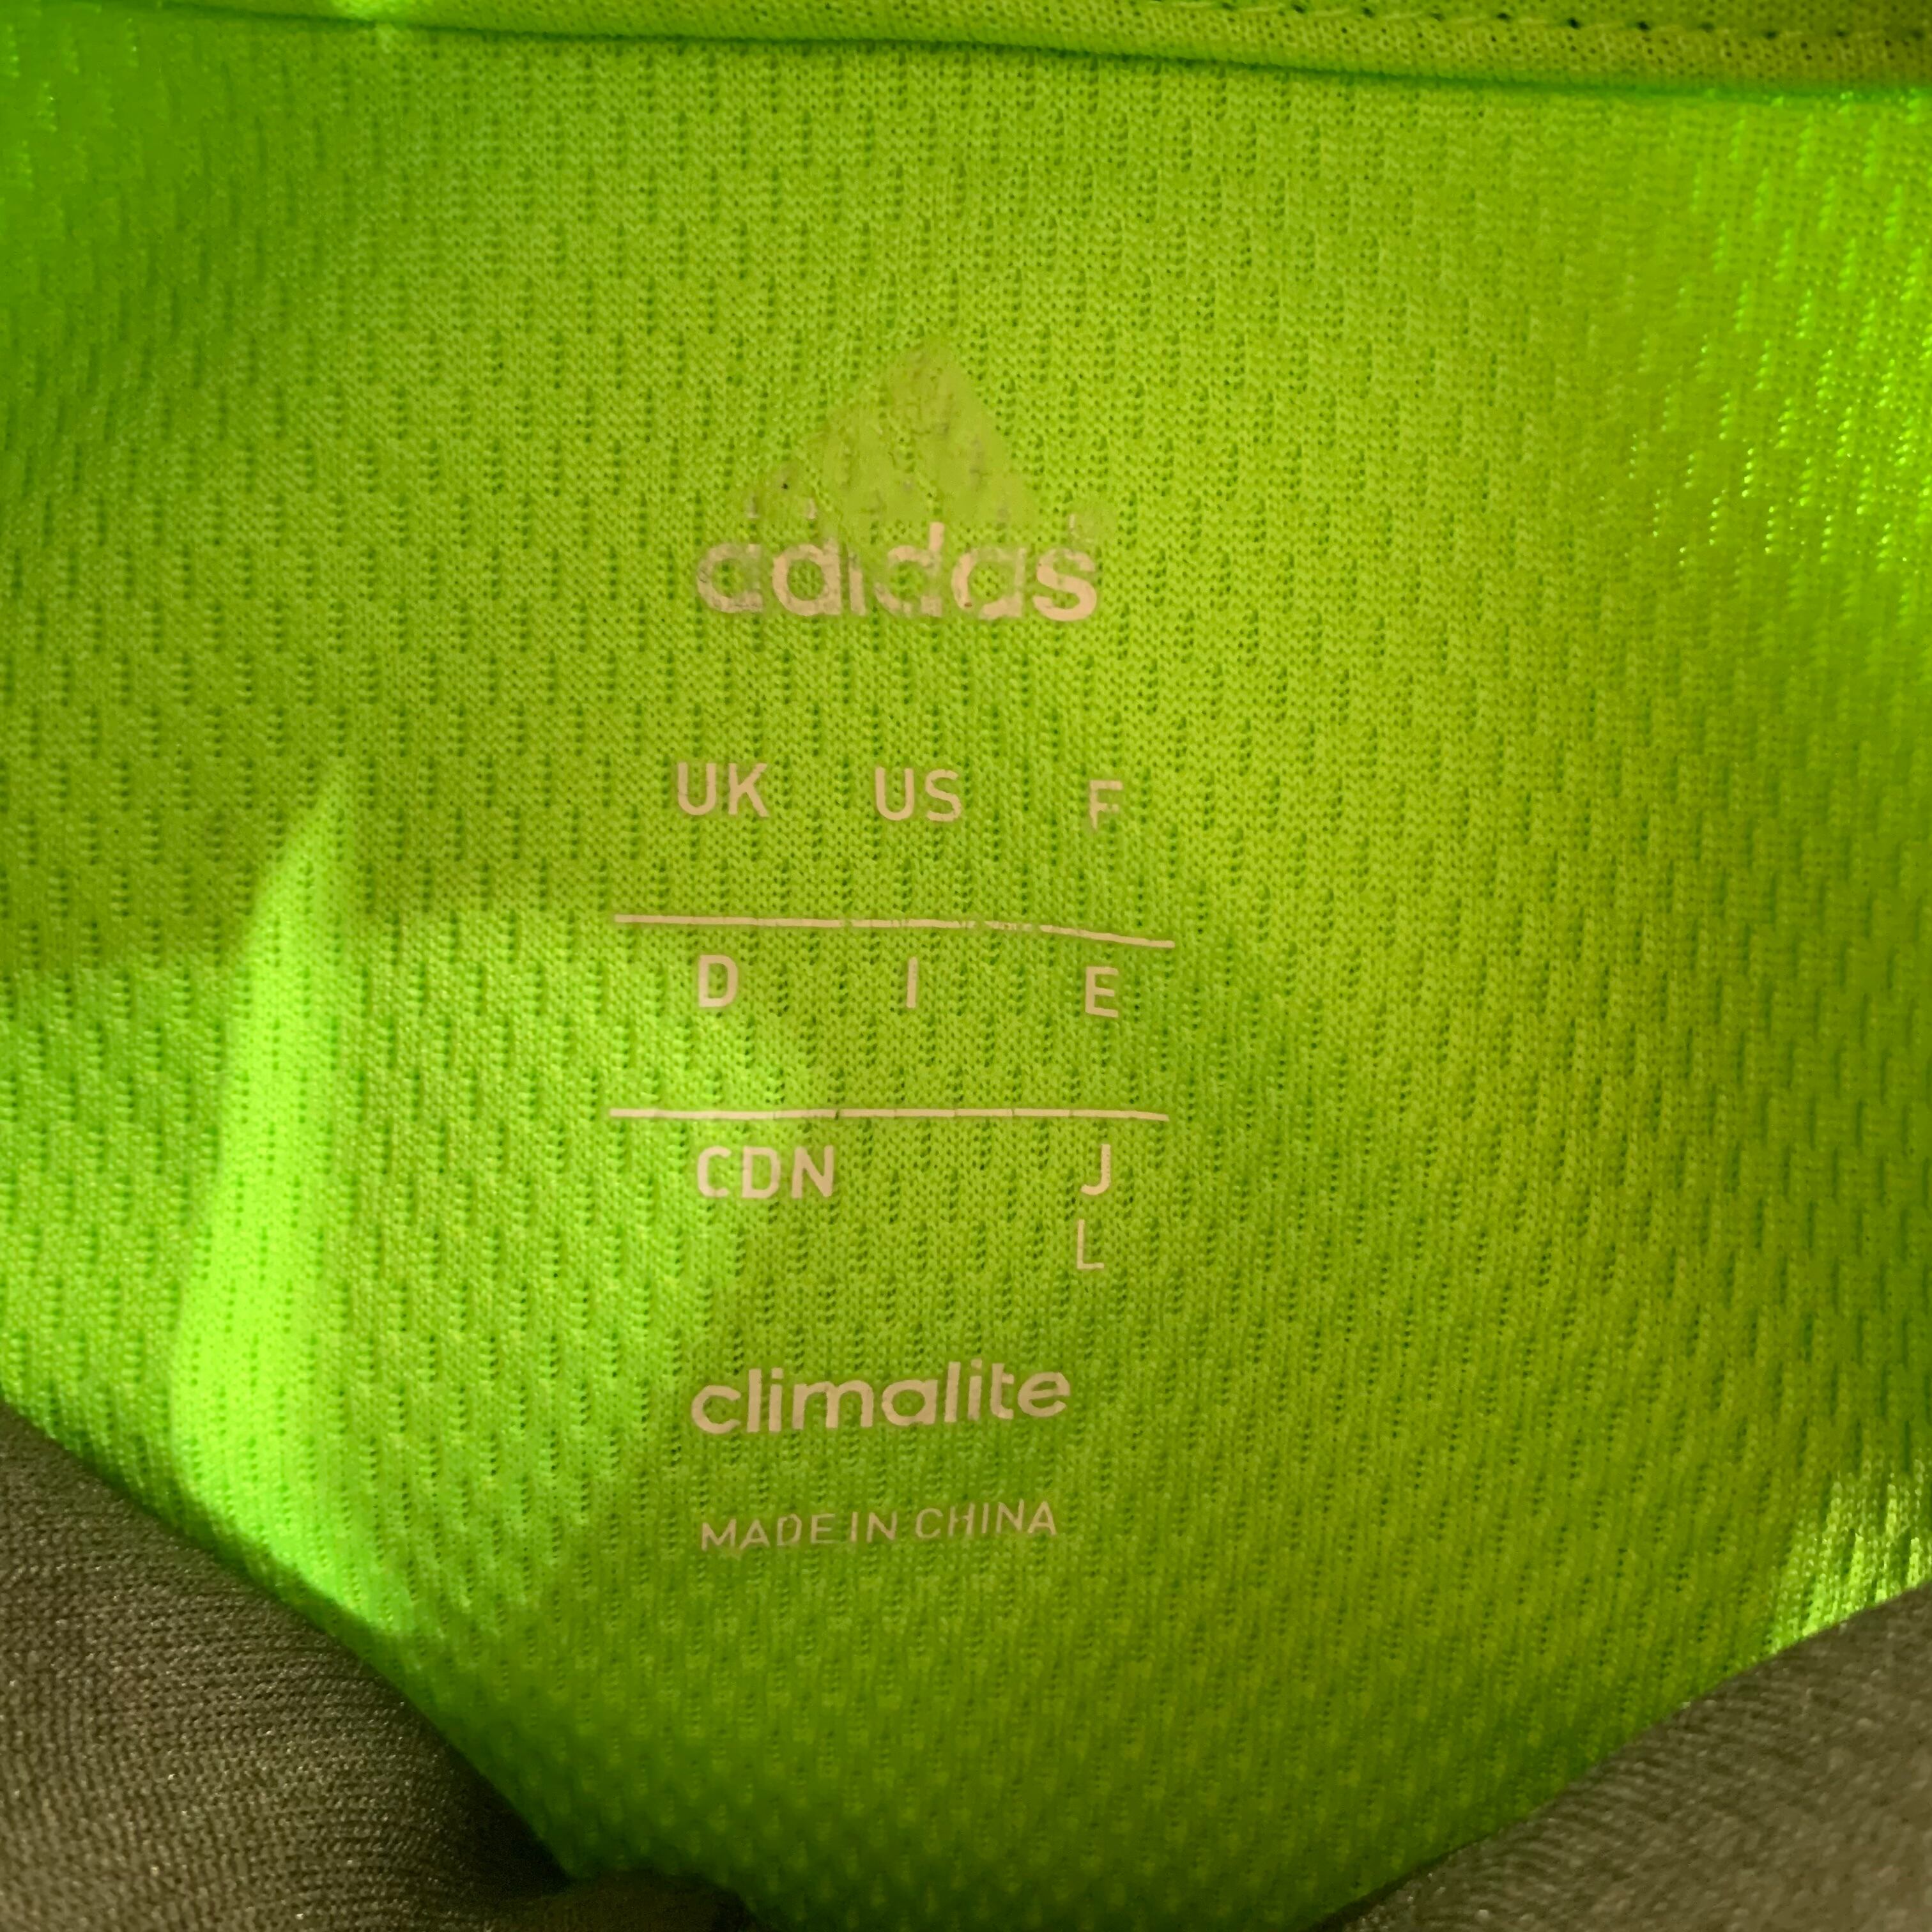 adidas
UK US F
D I E
CDN J
L
climalite
MADE IN CHINA